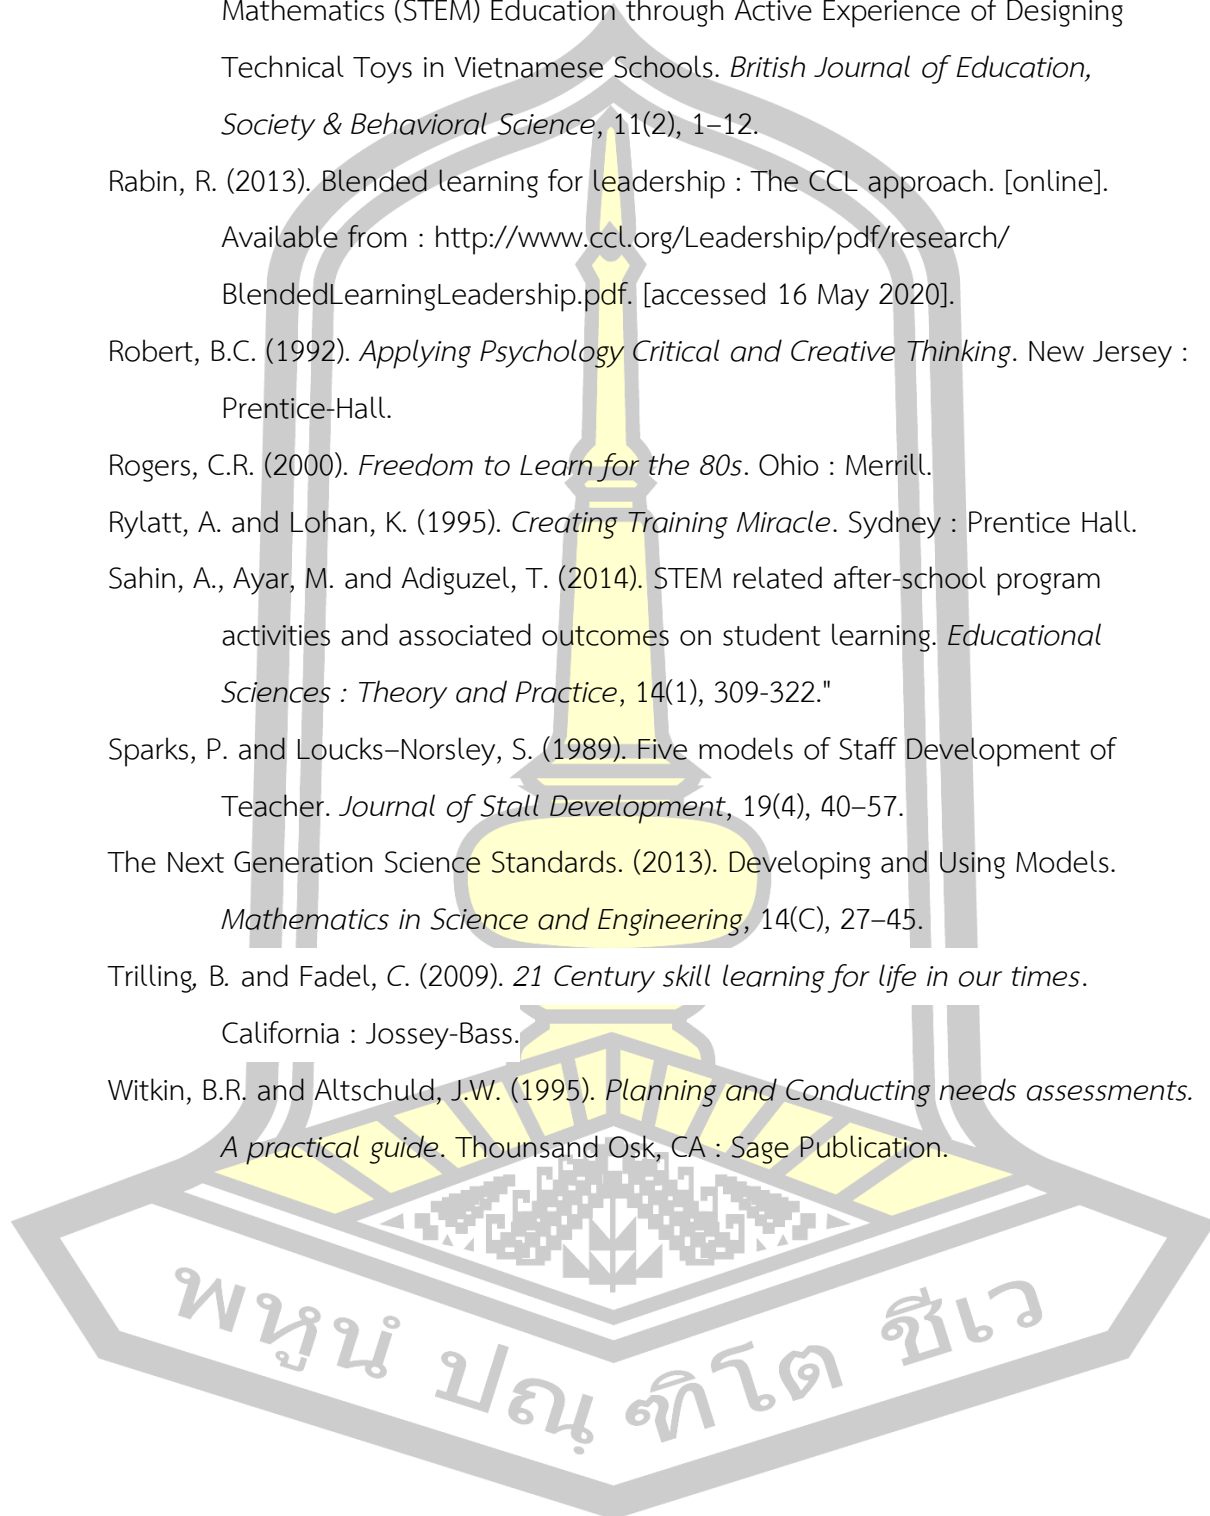 Mathematics (STEM) Education through Active Experience of Designing
Technical Toys in Vietnamese Schools. British Journal of Education,
Society & Behavioral Science, 11(2), 1–12.
Rabin, R. (2013). Blended learning for leadership : The CCL approach. [online].
Available from : http://www.ccl.org/Leadership/pdf/research/
BlendedLearningLeadership.pdf. [accessed 16 May 2020].
Robert, B.C. (1992). Applying Psychology Critical and Creative Thinking. New Jersey :
Prentice-Hall.
Rogers, C.R. (2000). Freedom to Learn for the 80s. Ohio : Merrill.
Rylatt, A. and Lohan, K. (1995). Creating Training Miracle. Sydney : Prentice Hall.
Sahin, A., Ayar, M. and Adiguzel, T. (2014). STEM related after-school program
activities and associated outcomes on student learning. Educational
Sciences : Theory and Practice, 14(1), 309-322."
Sparks, P. and Loucks–Norsley, S. (1989). Five models of Staff Development of
Teacher. Journal of Stall Development, 19(4), 40–57.
The Next Generation Science Standards. (2013). Developing and Using Models.
Mathematics in Science and Engineering, 14(C), 27–45.
Trilling, B. and Fadel, C. (2009). 21 Century skill learning for life in our times.
California : Jossey-Bass.
Witkin, B.R. and Altschuld, J.W. (1995). Planning and Conducting needs assessments.
A practical guide. Thounsand Osk, CA : Sage Publication.
พหูนํ ปณฺฑิโต ชีเว